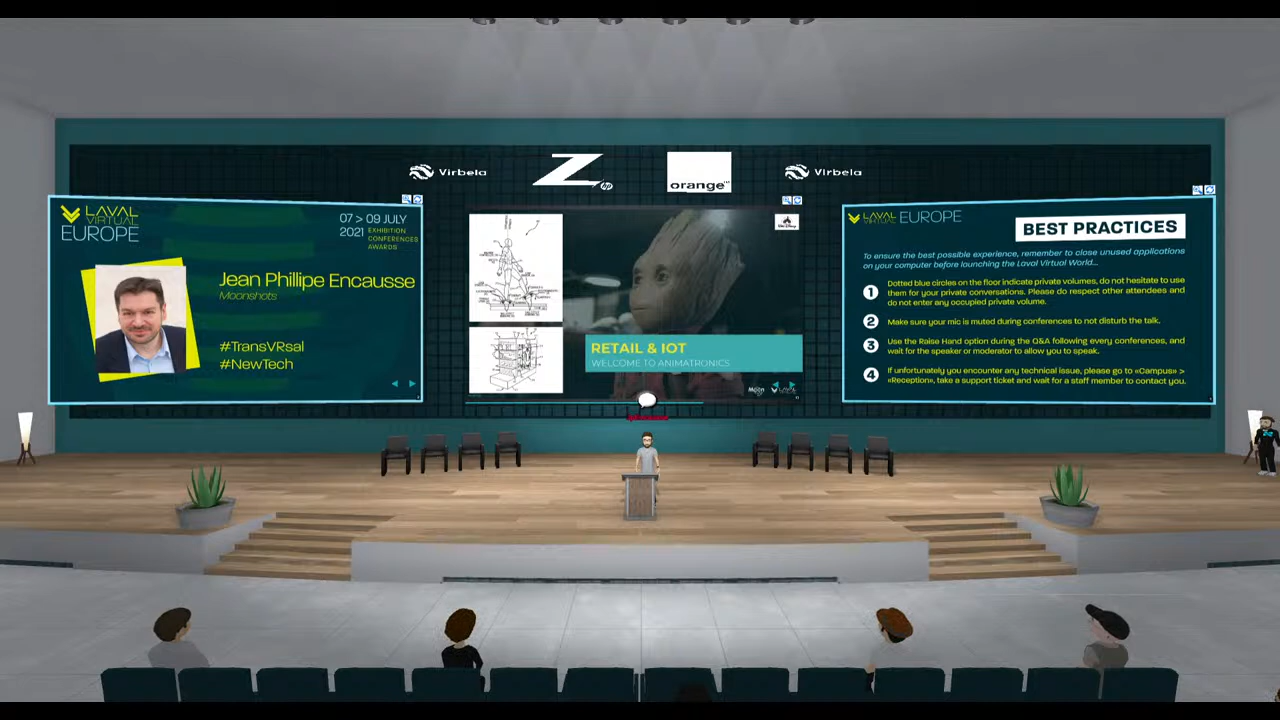 Virbela
hp
orange™
Virbela
LAVAL
VIRTUAL
EUROPE
07 > 09 JULY
2021
EXHIBITION
CONFERENCES
AWARDS
Jean Phillipe Encausse
Moonshots
#TransVRsal
#NewTech
RETAIL & IOT
WELCOME TO ANIMATRONICS
LAVAL
VIRTUAL
EUROPE
BEST PRACTICES
To ensure the best possible experience, remember to close unused applications
on your computer before launching the Laval Virtual World...
1 Dotted blue circles on the floor indicate private volumes, do not hesitate to use
them for your private conversations. Please do respect other attendees and
do not enter any occupied private volume.
2 Make sure your mic is muted during conferences to not disturb the talk.
3 Use the Raise Hand option during the Q&A following every conferences, and
wait for the speaker or moderator to allow you to speak.
4 If unfortunately you encounter any technical issue, please go to «Campus» >
«Reception», take a support ticket and wait for a staff member to contact you.